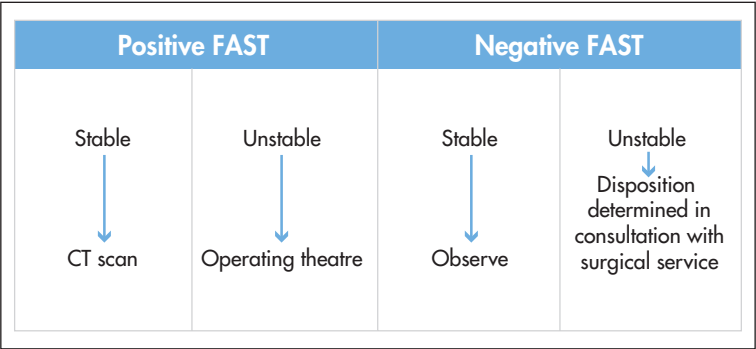 Positive FAST
Negative FAST
Stable
CT scan
Unstable
Operating theatre
Stable
Observe
Unstable
Disposition
determined in
consultation with
surgical service